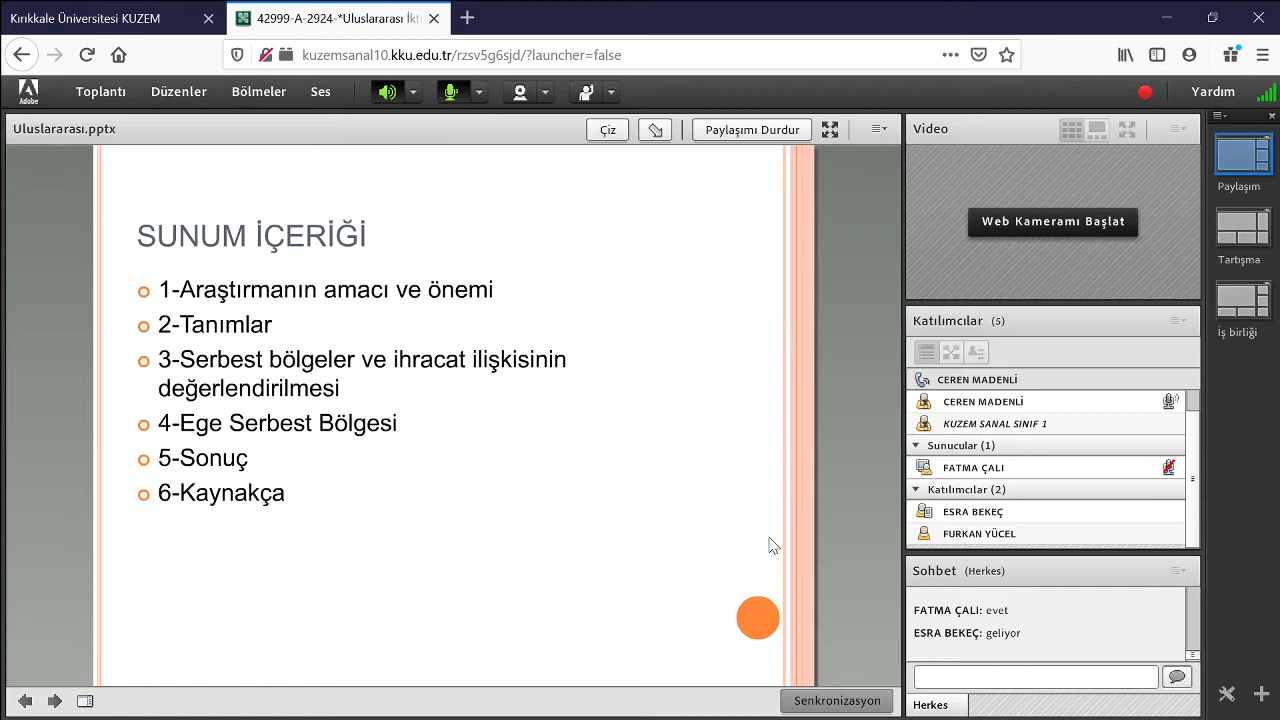 Kırıkkale Üniversitesi KUZEM
42999-A-2924-*Uluslararası İkti
kuzemsanal10.kku.edu.tr/rzsv5g6sjd/?launcher=false
Adobe
Toplantı
Düzenler
Bölmeler
Ses
Yardım
Uluslararası.pptx
Çiz
Paylaşımı Durdur
SUNUM İÇERİĞİ
1-Araştırmanın amacı ve önemi
2-Tanımlar
3-Serbest bölgeler ve ihracat ilişkisinin
değerlendirilmesi
4-Ege Serbest Bölgesi
5-Sonuç
6-Kaynakça
Senkronizasyon
Video
Web Kameramı Başlat
Katılımcılar (5)
CEREN MADENLİ
CEREN MADENLİ
KUZEM SANAL SINIF 1
Sunucular (1)
FATMA ÇALI
Katılımcılar (2)
ESRA BEKEÇ
FURKAN YÜCEL
Sohbet (Herkes)
FATMA ÇALI: evet
ESRA BEKEÇ: geliyor
Herkes
Paylaşım
Tartışma
İş birliği